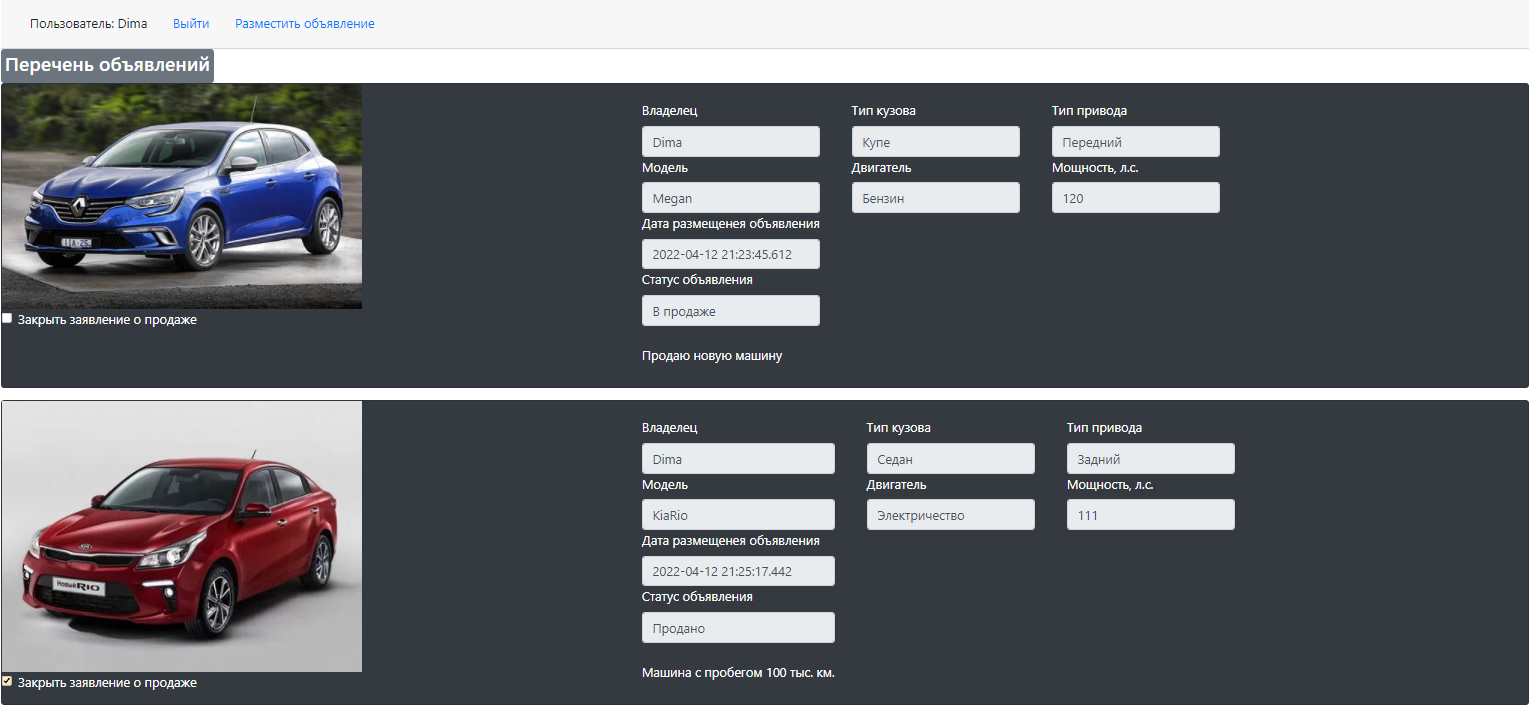 Пользователь: Dima Выйти Разместить объявление
Перечень объявлений
Владелец Тип кузова Тип привода
Dima Купе Передний
Модель Двигатель Мощность, л.с.
Megan Бензин 120
Дата размещенея объявления
2022-04-12 21:23:45.612
Статус объявления
В продаже
Закрыть заявление о продаже
Продаю новую машину
Владелец Тип кузова Тип привода
Dima Седан Задний
Модель Двигатель Мощность, л.с.
KiaRio Электричество 111
Дата размещенея объявления
2022-04-12 21:25:17.442
Новый RIO
Статус объявления
Продано
Машина с пробегом 100 тыс. км.
Закрыть заявление о продаже